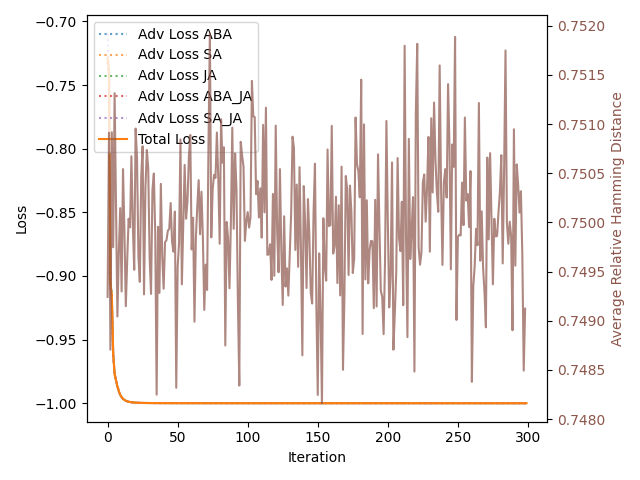 Adv Loss ABA
Adv Loss SA
Adv Loss JA
Adv Loss ABA_JA
Adv Loss SA_JA
Total Loss
Loss
−0.70
−0.75
−0.80
−0.85
−0.90
−0.95
−1.00
0
50
100
150
200
250
300
Iteration
0.7520
0.7515
0.7510
0.7505
0.7500
0.7495
0.7490
0.7485
0.7480
Average Relative Hamming Distance